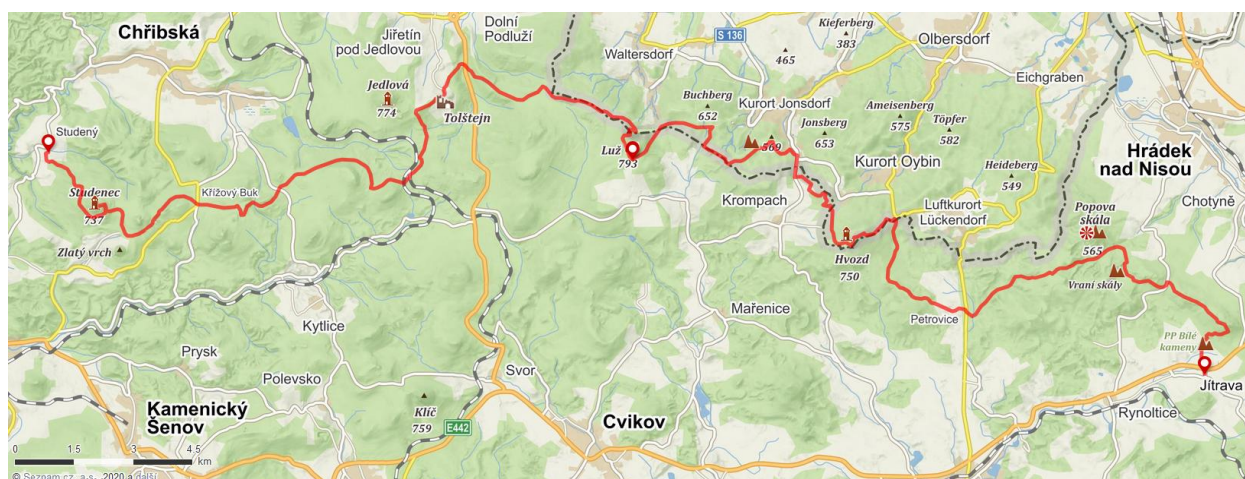 Chřibská
Jiřetín
pod Jedlovou
Dolní
Podluží
Waltersdorf
S 136
Kieferberg
383
465
Olbersdorf
Eichgraben
Studený
Jedlová
774
Tolštejn
Buchberg
652
Kurort Jonsdorf
569
Jonsberg
653
Ameisenberg
575
Töpfer
582
Kurort Oybin
Heideberg
549
Hrádek
nad Nisou
Luž
793
Studenec
737
Křížový Buk
Krompach
Luftkurort
Lückendorf
Popova
skála
565
Chotyně
Zlatý vrch
Hvozd
750
Vraní skály
Mařenice
Petrovice
Kytlice
PP Bílé
kameny
Prysk
Polevsko
Svor
Jítrava
Kamenický
Šenov
Klíč
759
E442
Cvikov
Rynoltice
0 1.5 3 4.5 km
© Seznam.cz, a.s., 2020 a další